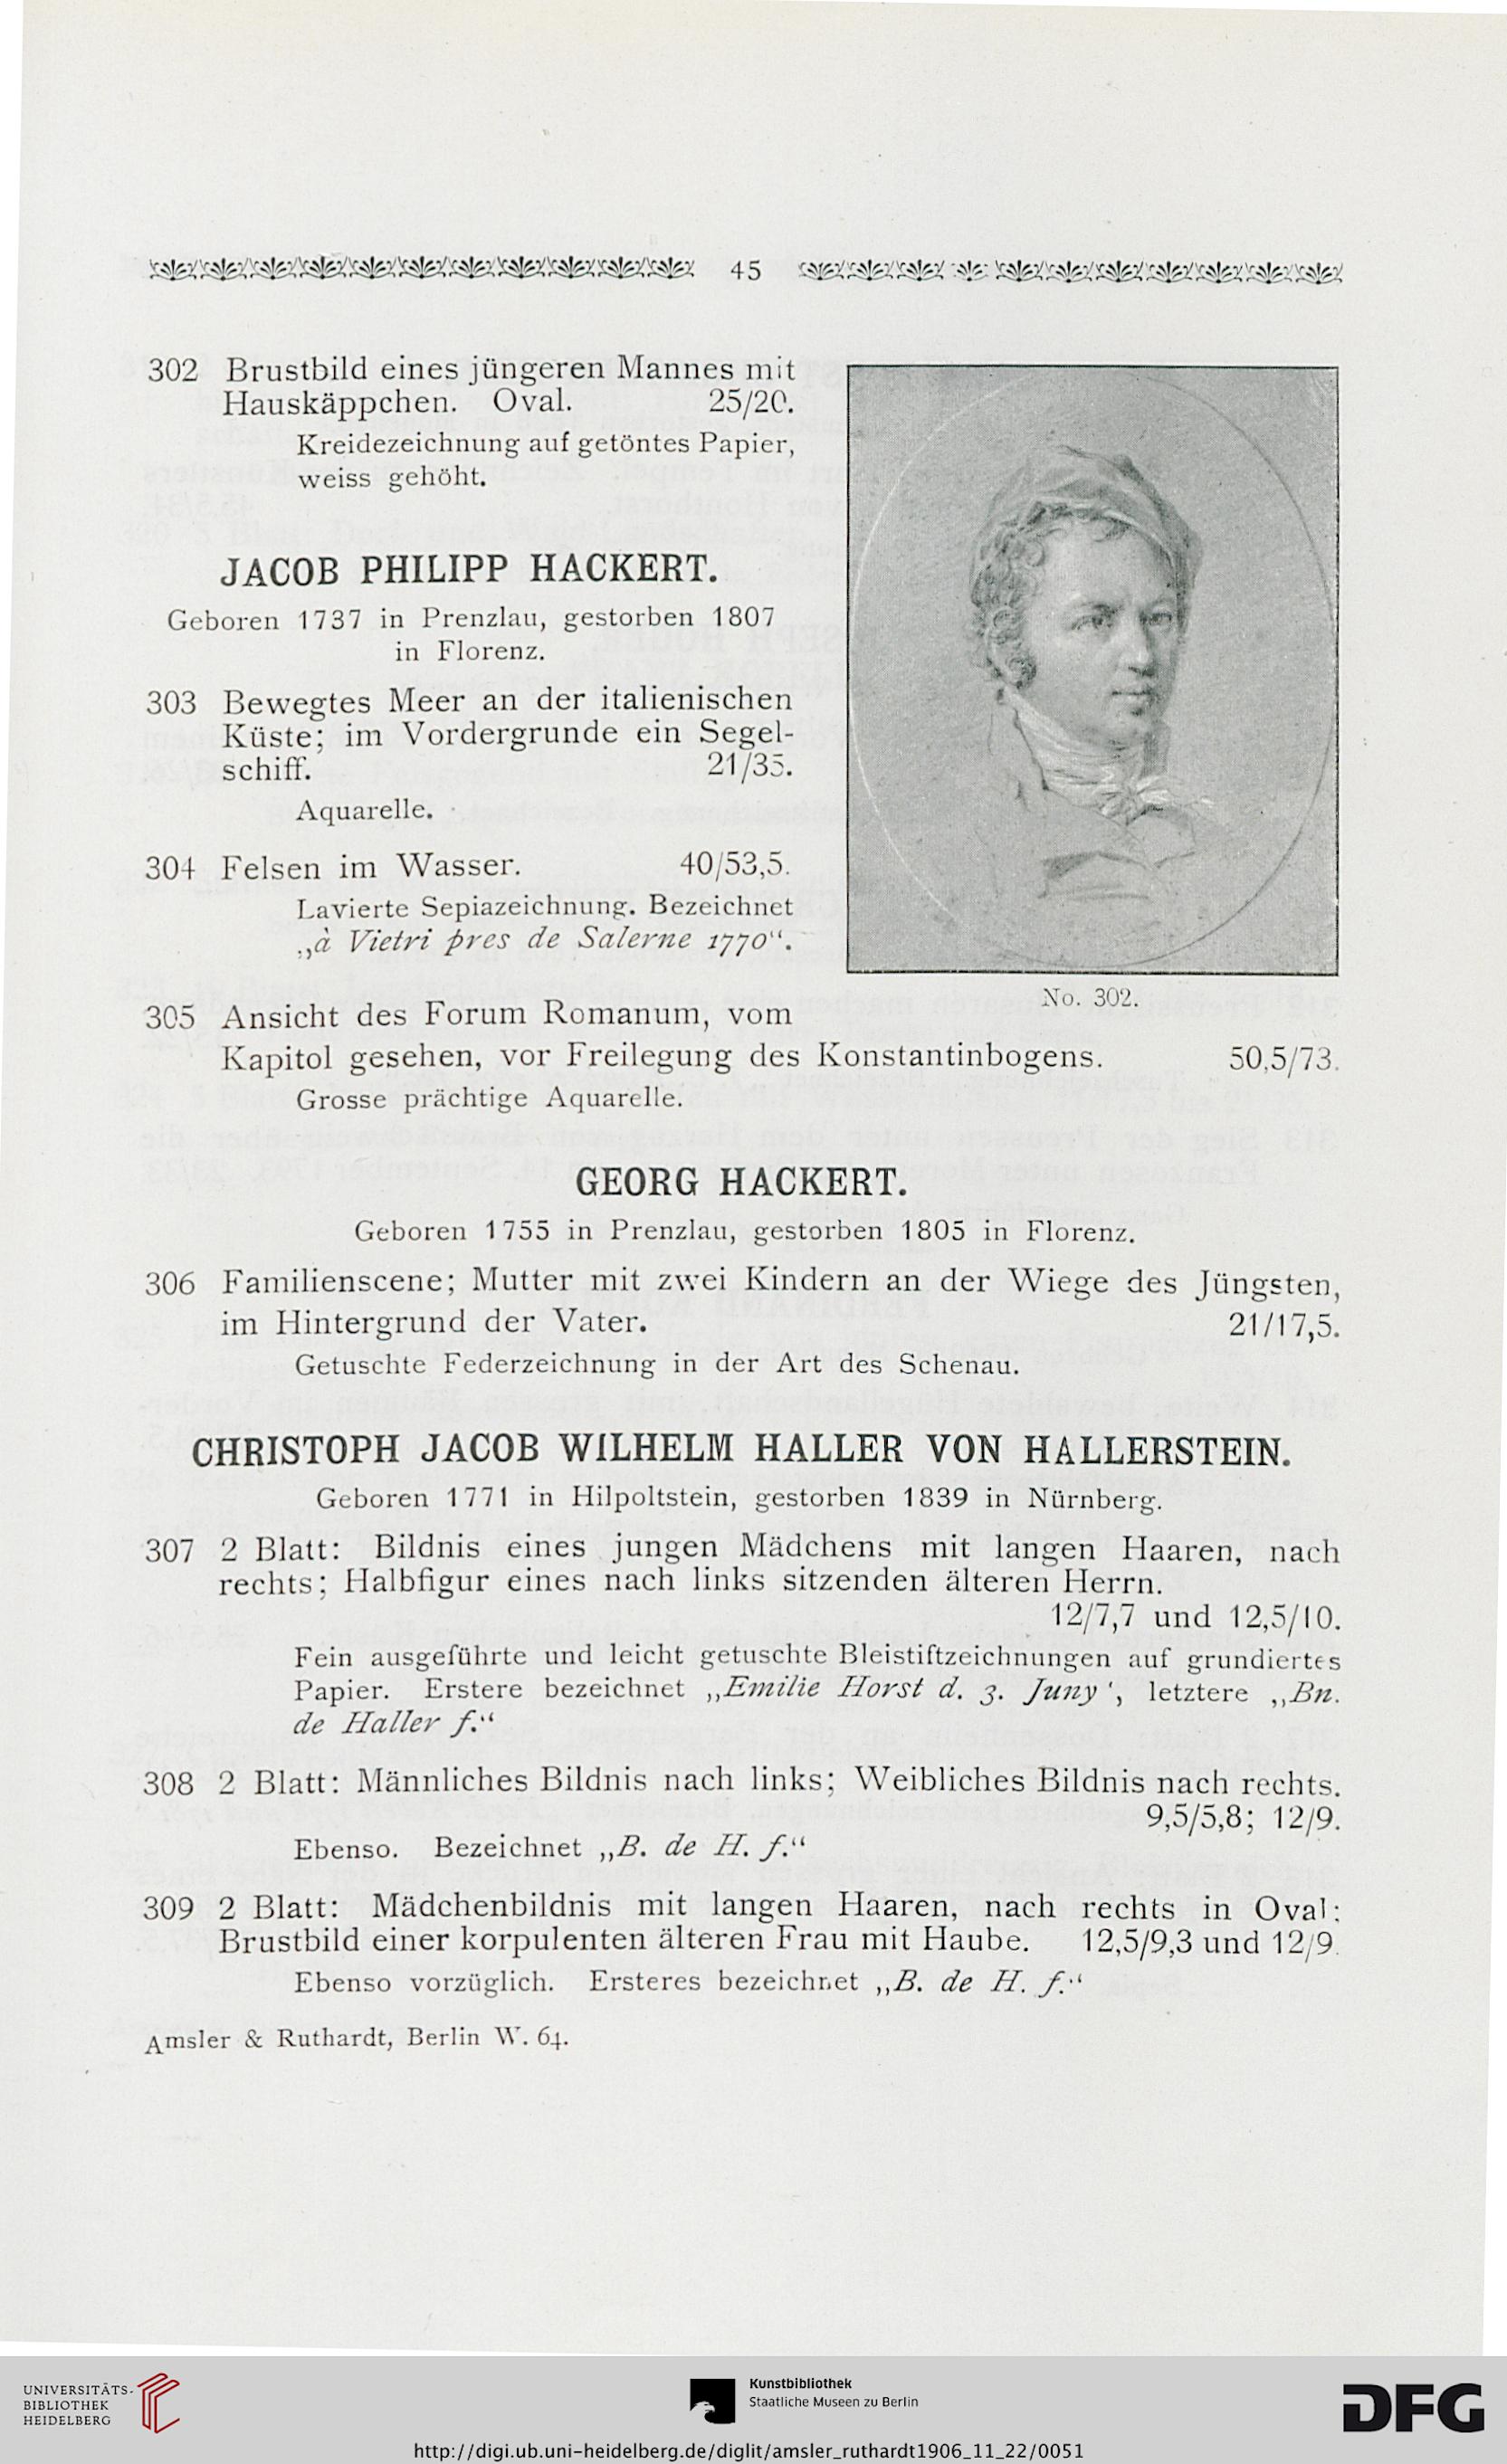 45
302 Brustbild eines jüngeren Mannes mit
Hauskäppchen. Oval. 25/20.
Kreidezeichnung auf getöntes Papier,
weiss gehöht.
JACOB PHILIPP HACKERT.
Geboren 1737 in Prenzlau, gestorben 1807
in Florenz.
303 Bewegtes Meer an der italienischen
Küste; im Vordergrunde ein Segel-
schiff. 21/35.
Aquarelle.
304 Felsen im Wasser. 40/53,5.
Lavierte Sepiazeichnung. Bezeichnet
„à Vietri pres de Salerne 1770“.
No. 302.
305 Ansicht des Forum Romanum, vom
Kapitol gesehen, vor Freilegung des Konstantinbogens. 50,5/73.
Grosse prächtige Aquarelle.
GEORG HACKERT.
Geboren 1755 in Prenzlau, gestorben 1805 in Florenz.
306 Familienscene; Mutter mit zwei Kindern an der Wiege des Jüngsten,
im Hintergrund der Vater. 21/17,5.
Getuschte Federzeichnung in der Art des Schenau.
CHRISTOPH JACOB WILHELM HALLER VON HALLERSTEIN.
Geboren 1771 in Hilpoltstein, gestorben 1839 in Nürnberg.
307 2 Blatt: Bildnis eines jungen Mädchens mit langen Haaren, nach
rechts; Halbfigur eines nach links sitzenden älteren Herrn.
12/7,7 und 12,5/10.
Fein ausgeführte und leicht getuschte Bleistiftzeichnungen auf grundiertes
Papier. Erstere bezeichnet „Emilie Horst d. 3. Juny', letztere „Bn.
de Haller f.“
308 2 Blatt: Männliches Bildnis nach links; Weibliches Bildnis nach rechts.
9,5/5,8; 12/9.
Ebenso. Bezeichnet „B. de H. f.“
309 2 Blatt: Mädchenbildnis mit langen Haaren, nach rechts in Oval;
Brustbild einer korpulenten älteren Frau mit Haube. 12,5/9,3 und 12/9.
Ebenso vorzüglich. Ersteres bezeichnet „B. de H. f.“
Amsler & Ruthardt, Berlin W. 64.
UNIVERSITÄTS-
BIBLIOTHEK
HEIDELBERG
Kunstbibliothek
Staatliche Museen zu Berlin
DFG
http://digi.ub.uni-heidelberg.de/diglit/amsler_ruthardt1906_11_22/0051